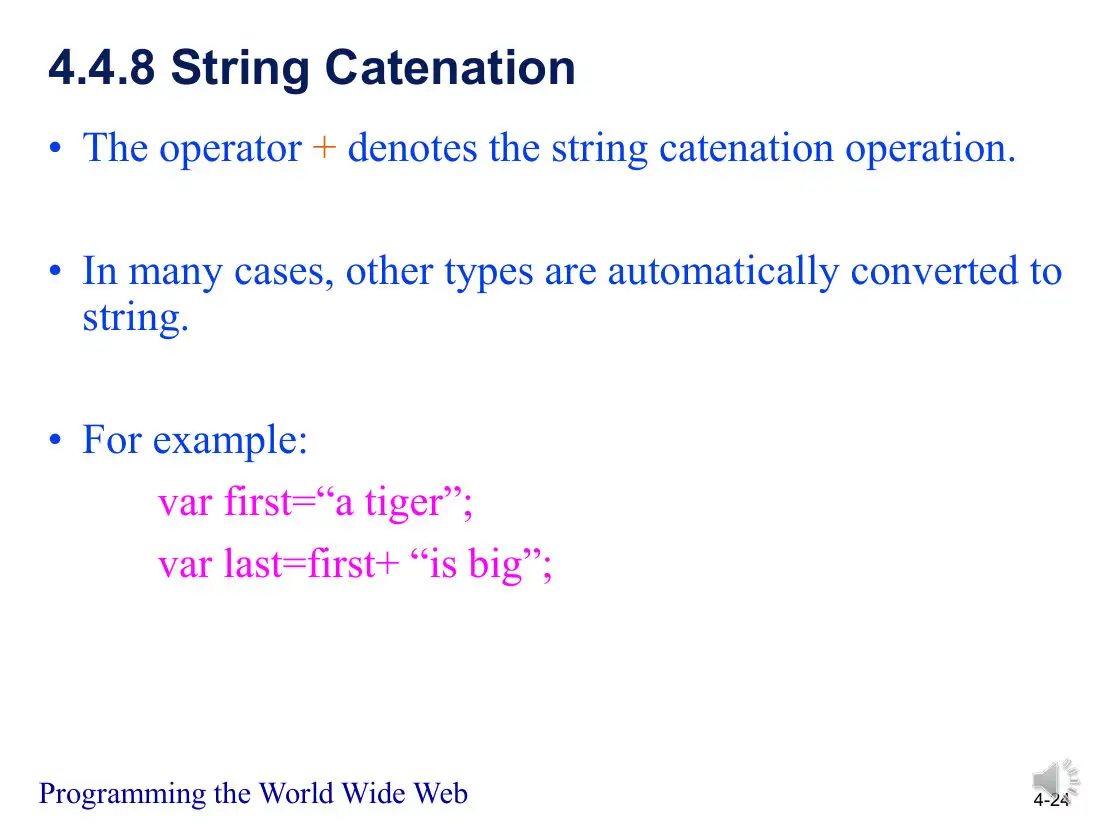 4.4.8 String Catenation
• The operator + denotes the string catenation operation.
• In many cases, other types are automatically converted to
string.
• For example:
var first=“a tiger”;
var last=first+ “is big”;
Programming the World Wide Web
4-24